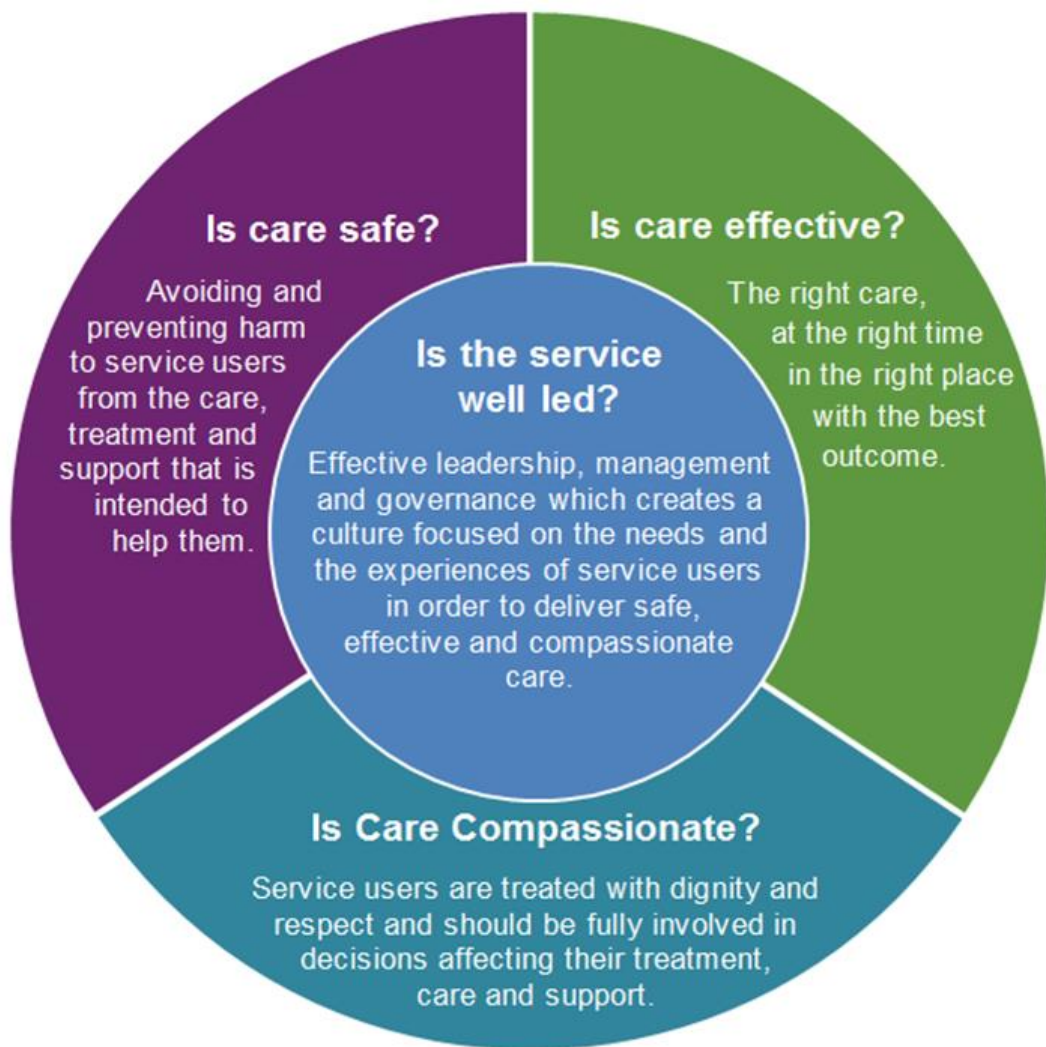 Is care safe?
Avoiding and
preventing harm
to service users
from the care,
treatment and
support that is
intended to
help them.
Is care effective?
The right care,
at the right time
in the right place
with the best
outcome.
Is the service
well led?
Effective leadership, management
and governance which creates a
culture focused on the needs and
the experiences of service users
in order to deliver safe,
effective and compassionate
care.
Is Care Compassionate?
Service users are treated with dignity and
respect and should be fully involved in
decisions affecting their treatment,
care and support.